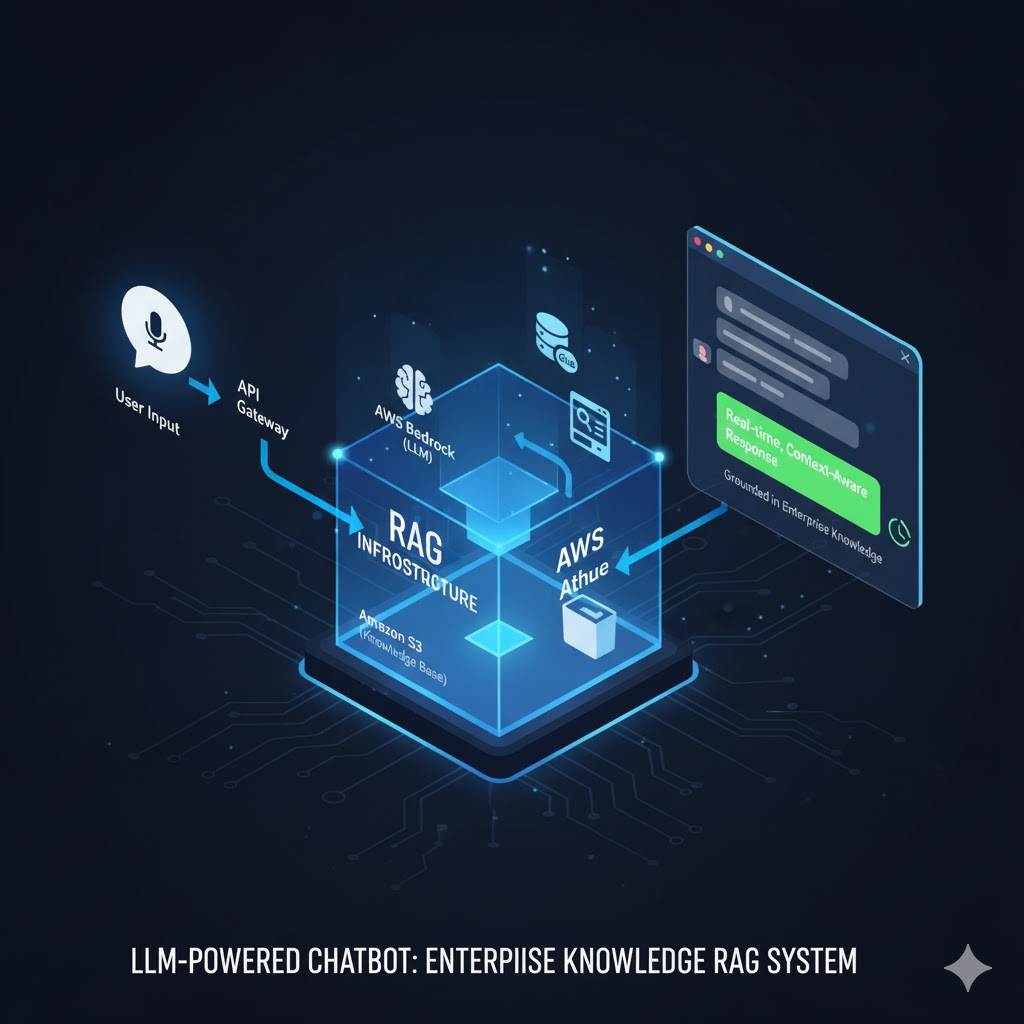 User Input
API
Gateway
AWS Bedrock
(LLM)
Glue
RAG
INFROSTRCTURE
Amazon S3
(Knowledge Base)
AWS
Athue
Real-time, Context-Aware
Response
Grounded in Enterprise Knowledge
LLM-POWERED CHATBOT: ENTERPIISE KNOWLEDGE RAG SYSTEM